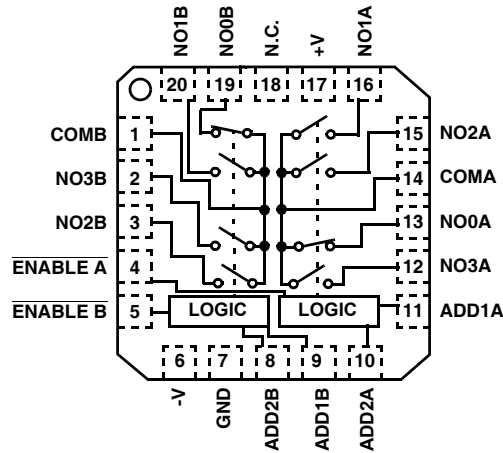 NO1B
NO0B
N.C.
+V
NO1A
20
19
18
17
16
COMB
1
15
NO2A
NO3B
2
14
COMA
NO2B
3
13
NO0A
ENABLE A
4
12
NO3A
ENABLE B
5
LOGIC
LOGIC
11
ADD1A
6
7
8
9
10
-V
GND
ADD2B
ADD1B
ADD2A